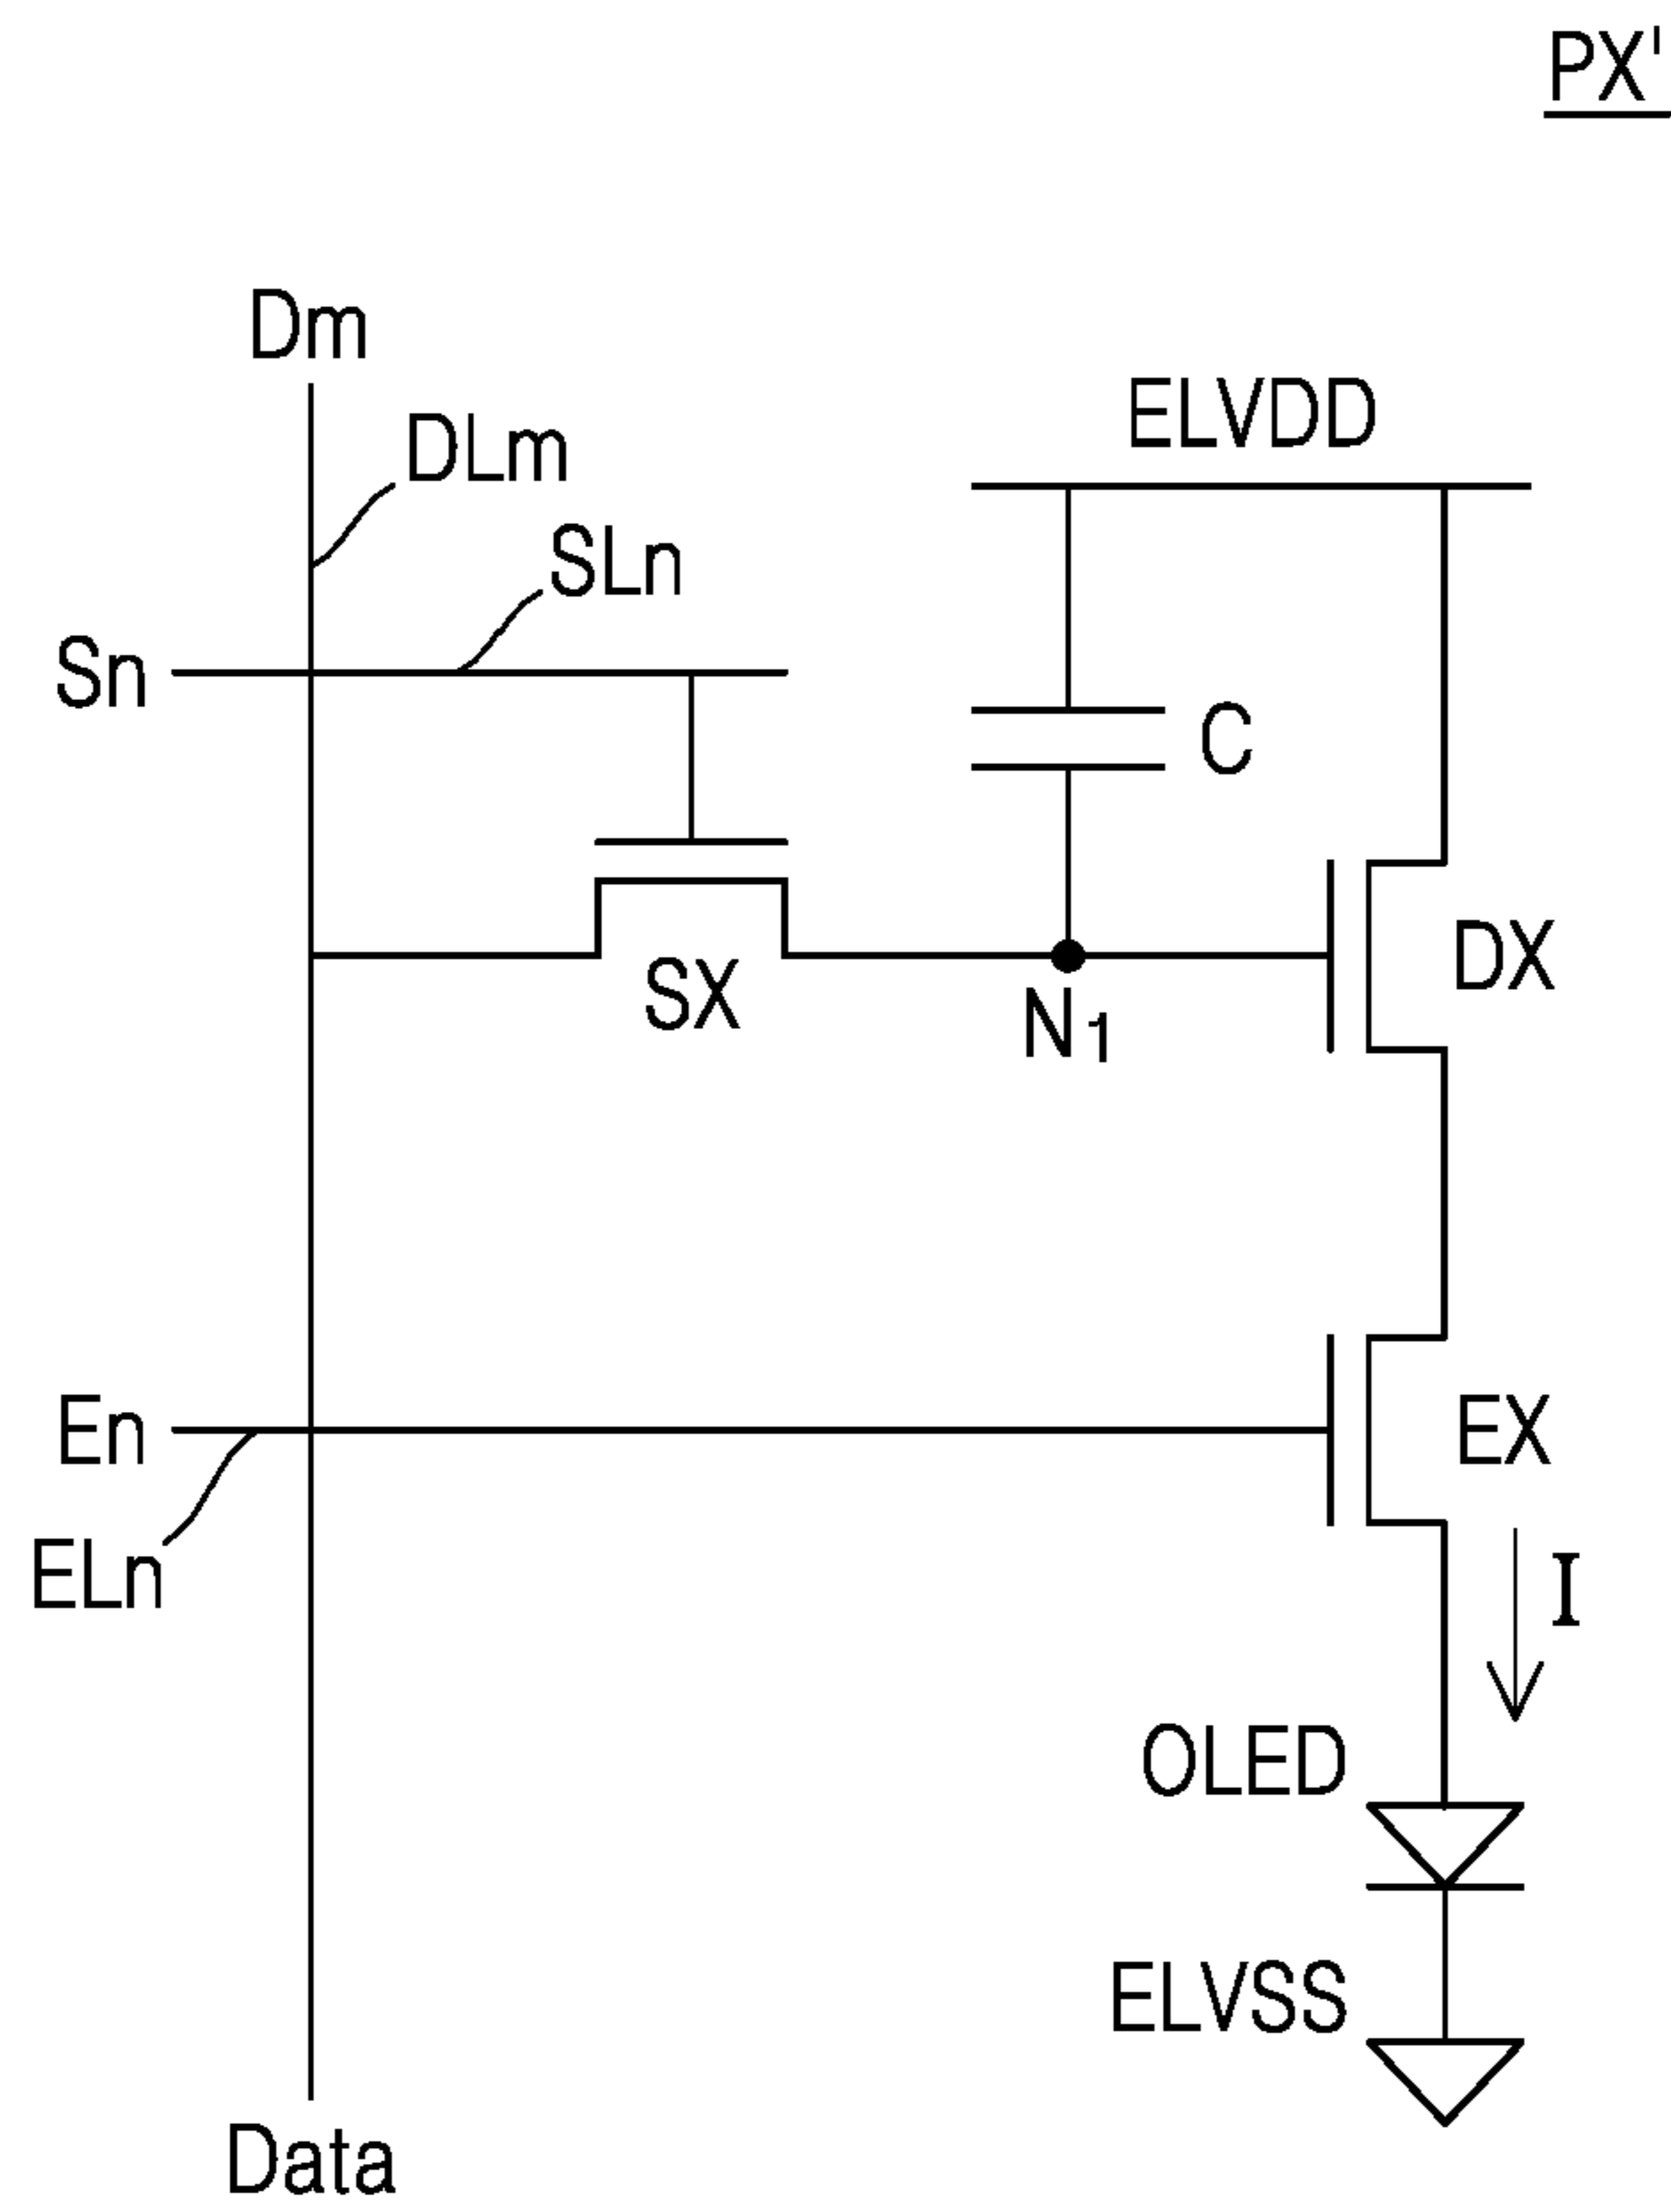 PX'
Dm
ELVDD
DLm
SLn
Sn
C
DX
SX
N1
En
EX
ELn
I
OLED
ELVSS
Data